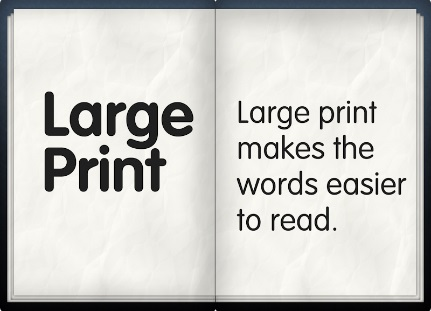 Large
Print
Large print
makes the
words easier
to read.